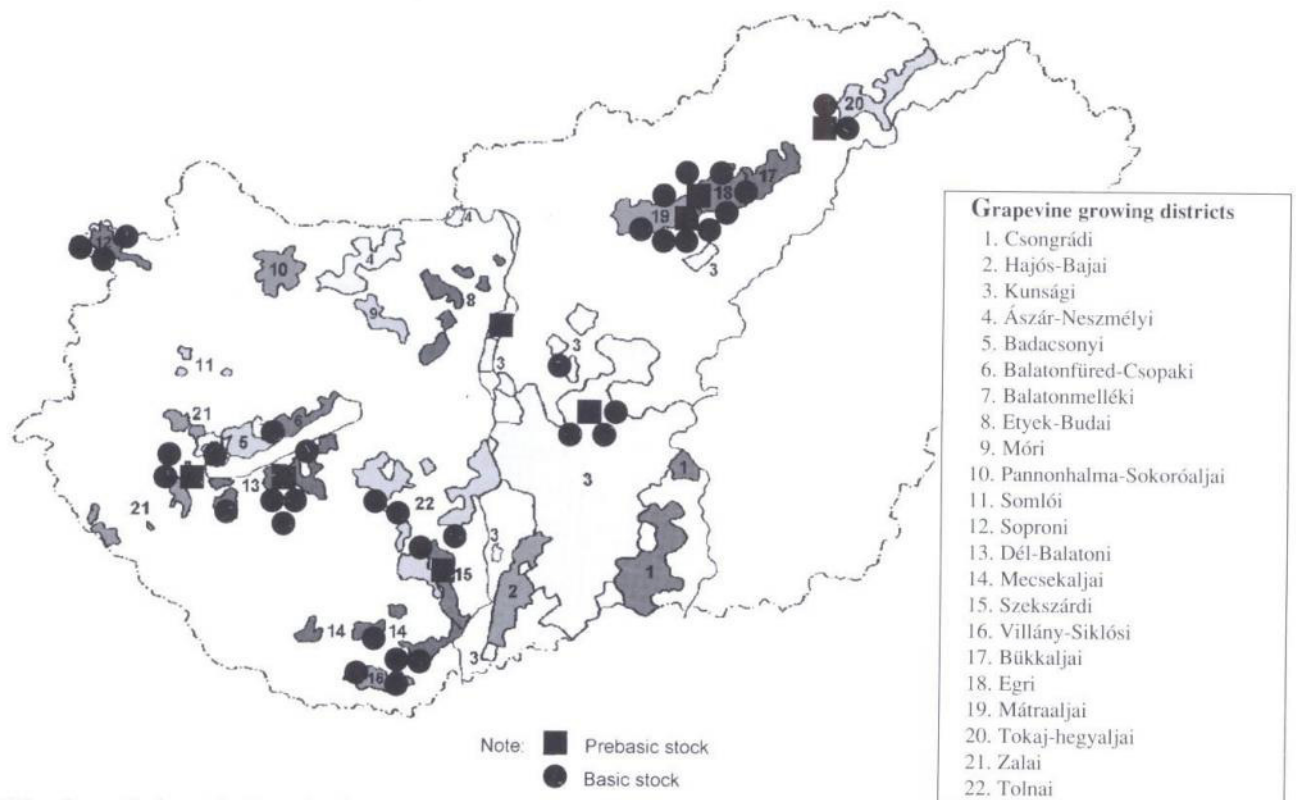 20
17
18
19
3
12
4
4
10
8
9
3
3
11
21
6
5
7
1
13
3
21
22
3
1
15
2
14
14
3
16
Grapevine growing districts
1. Csongrádi
2. Hajós-Bajai
3. Kunsági
4. Ászár-Neszmélyi
5. Badacsonyi
6. Balatonfüred-Csopaki
7. Balatonmelléki
8. Etyek-Budai
9. Móri
10. Pannonhalma-Sokoróaljai
11. Somlói
12. Soproni
13. Dél-Balatoni
14. Mecsekaljai
15. Szekszárdi
16. Villány-Siklósi
17. Bükkaljai
18. Egri
19. Mátraaljai
20. Tokaj-hegyaljai
21. Zalai
22. Tolnai
Note: Prebasic stock
Basic stock